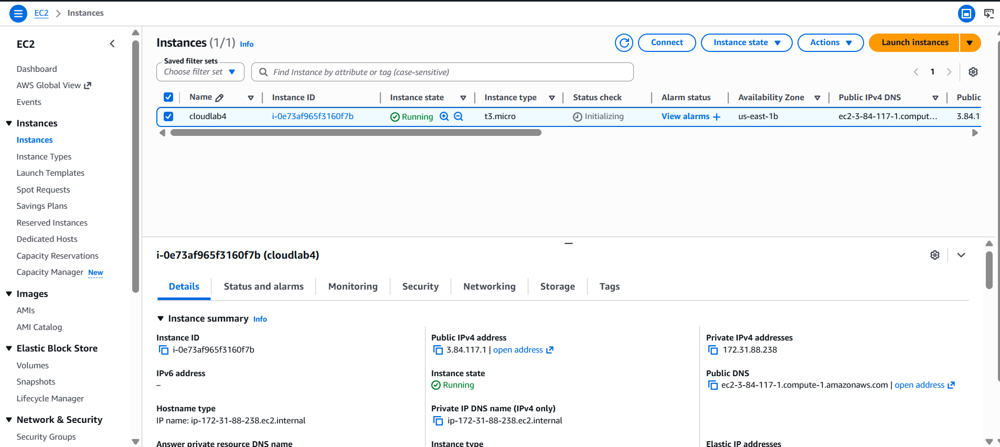 EC2 > Instances
EC2
Dashboard
AWS Global View
Events
Instances
Instances
Instance Types
Launch Templates
Spot Requests
Savings Plans
Reserved Instances
Dedicated Hosts
Capacity Reservations
Capacity Manager New
Images
AMIs
AMI Catalog
Elastic Block Store
Volumes
Snapshots
Lifecycle Manager
Network & Security
Security Groups
Instances (1/1) Info
Connect
Instance state
Actions
Launch instances
Saved filter sets
Choose filter set
Find Instance by attribute or tag (case-sensitive)
1
Name Instance ID Instance state Instance type Status check Alarm status Availability Zone Public IPv4 DNS Public
cloudlab4 i-0e73af965f3160f7b Running t3.micro Initializing View alarms + us-east-1b ec2-3-84-117-1.comput... 3.84.1
i-0e73af965f3160f7b (cloudlab4)
Details Status and alarms Monitoring Security Networking Storage Tags
Instance summary Info
Instance ID
i-0e73af965f3160f7b
Public IPv4 address
3.84.117.1 | open address
Private IPv4 addresses
172.31.88.238
IPv6 address
–
Instance state
Running
Public DNS
ec2-3-84-117-1.compute-1.amazonaws.com | open address
Hostname type
IP name: ip-172-31-88-238.ec2.internal
Private IP DNS name (IPv4 only)
ip-172-31-88-238.ec2.internal
Answer private resource DNS name
Instance type
Elastic IP addresses